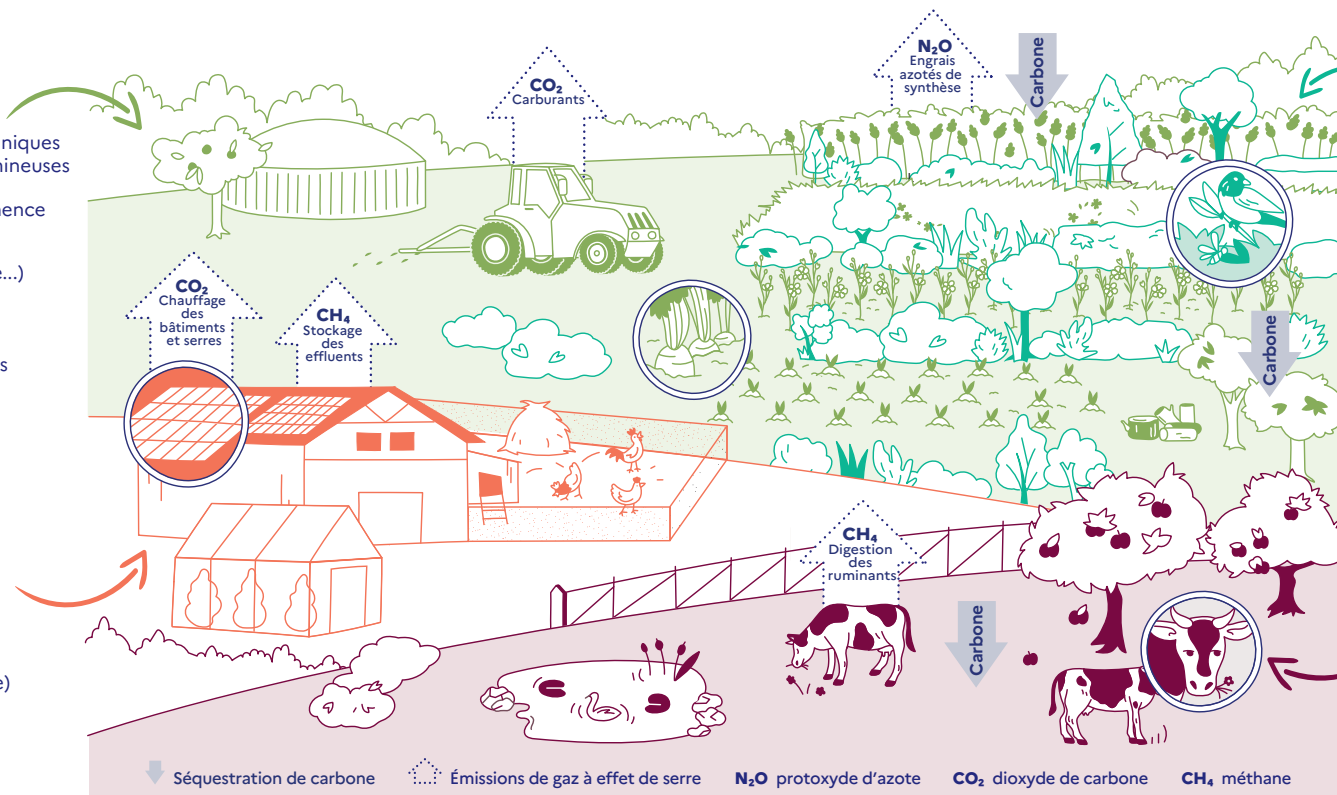 N₂O
Engrais
azotés de
synthèse
Carbone
CO₂
Carburants
niques
nineuses
ence
e...)
CO₂
Chauffage
des
bâtiments
et serres
CH₄
Stockage
des
effluents
s
Carbone
CH₄
Digestion
des
ruminants
Carbone
e)
Séquestration de carbone
Émissions de gaz à effet de serre
N₂O protoxyde d'azote
CO₂ dioxyde de carbone
CH₄ méthane